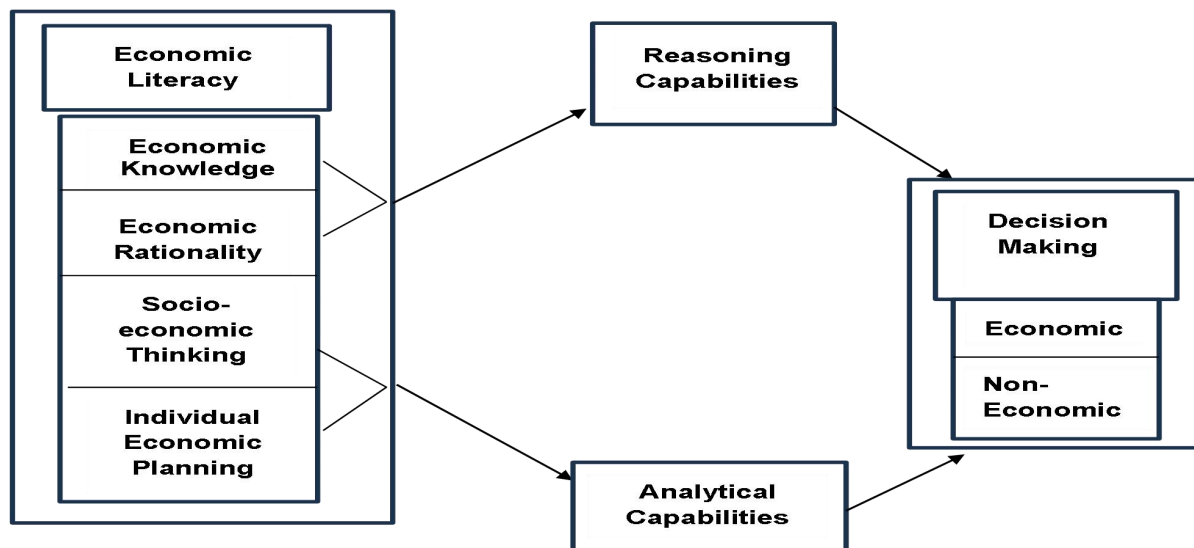 Economic
Literacy
Economic
Knowledge
Economic
Rationality
Socio-
economic
Thinking
Individual
Economic
Planning
Reasoning
Capabilities
Analytical
Capabilities
Decision
Making
Economic
Non-
Economic